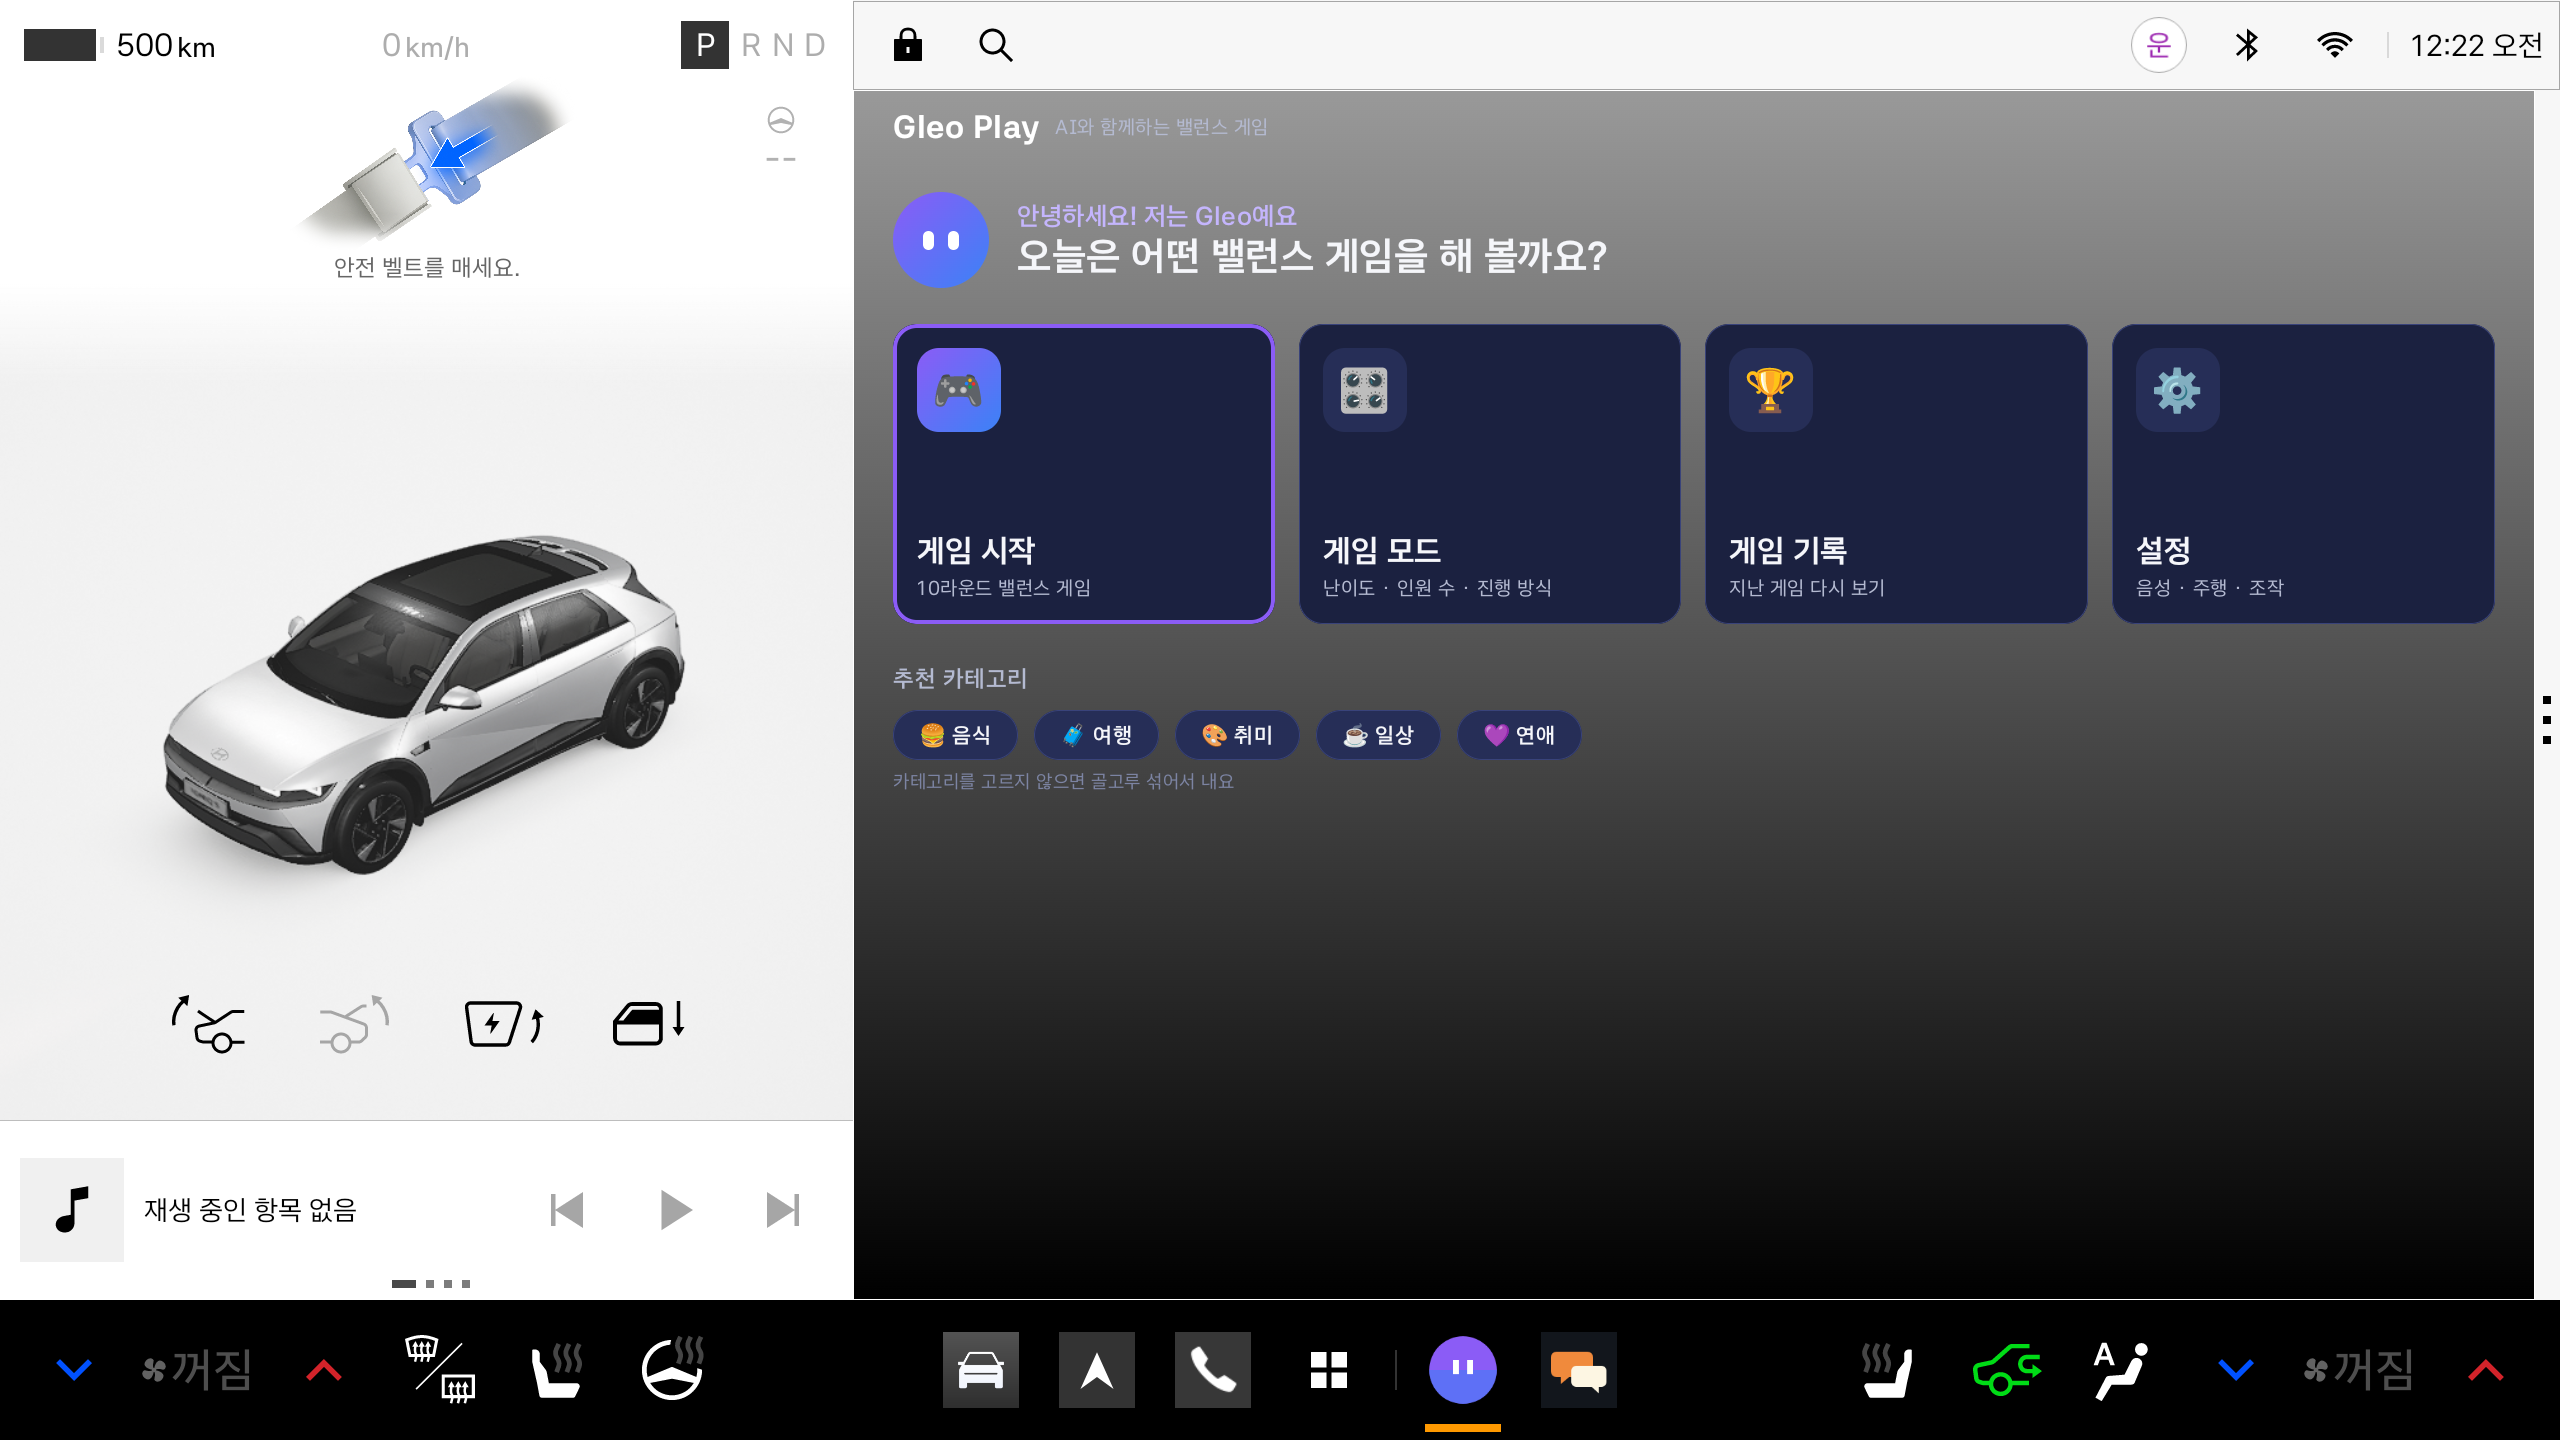 500 km
0 km/h
P R N D
안전 벨트를 매세요.
재생 중인 항목 없음
운
12:22 오전
Gleo Play AI와 함께하는 밸런스 게임
안녕하세요! 저는 Gleo예요
오늘은 어떤 밸런스 게임을 해 볼까요?
게임 시작
10라운드 밸런스 게임
게임 모드
난이도 · 인원 수 · 진행 방식
게임 기록
지난 게임 다시 보기
설정
음성 · 주행 · 조작
추천 카테고리
음식
여행
취미
일상
연애
카테고리를 고르지 않으면 골고루 섞어서 내요
꺼짐
A
꺼짐